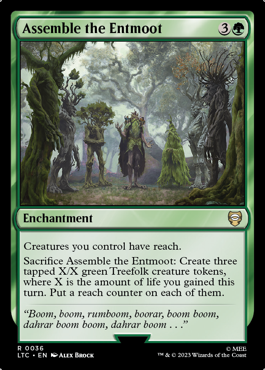 Assemble the Entmoot 3
Enchantment
Creatures you control have reach.
Sacrifice Assemble the Entmoot: Create three
tapped X/X green Treefolk creature tokens,
where X is the amount of life you gained this
turn. Put a reach counter on each of them.
“Boom, boom, rumboom, boorar, boom boom,
dahrar boom boom, dahrar boom . . .”
R 0036 © MEE
LTC • EN ALEX BROCK ™ & © 2023 Wizards of the Coast